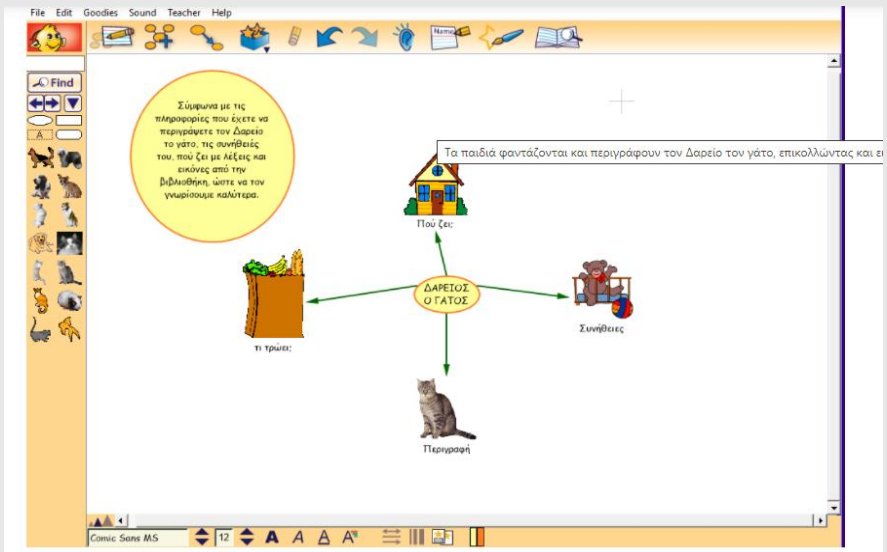 File Edit Goodies Sound Teacher Help
Name
Find
A
Σύμφωνα με τις
πληροφορίες που έχετε να
περιγράψετε τον Δαρείο
το γάτο, τις συνήθειές
του, πού ζει με λέξεις και
εικόνες από την
βιβλιοθήκη, ώστε να τον
γνωρίσουμε καλύτερα.
Τα παιδιά φαντάζονται και περιγράφουν τον Δαρείο τον γάτο, επικολλώντας και ει
Πού ζει;
ΔΑΡΕΙΟΣ
Ο ΓΑΤΟΣ
Συνήθειες
τι τρώει;
Περιγραφή
Comic Sans MS 12 A A A A